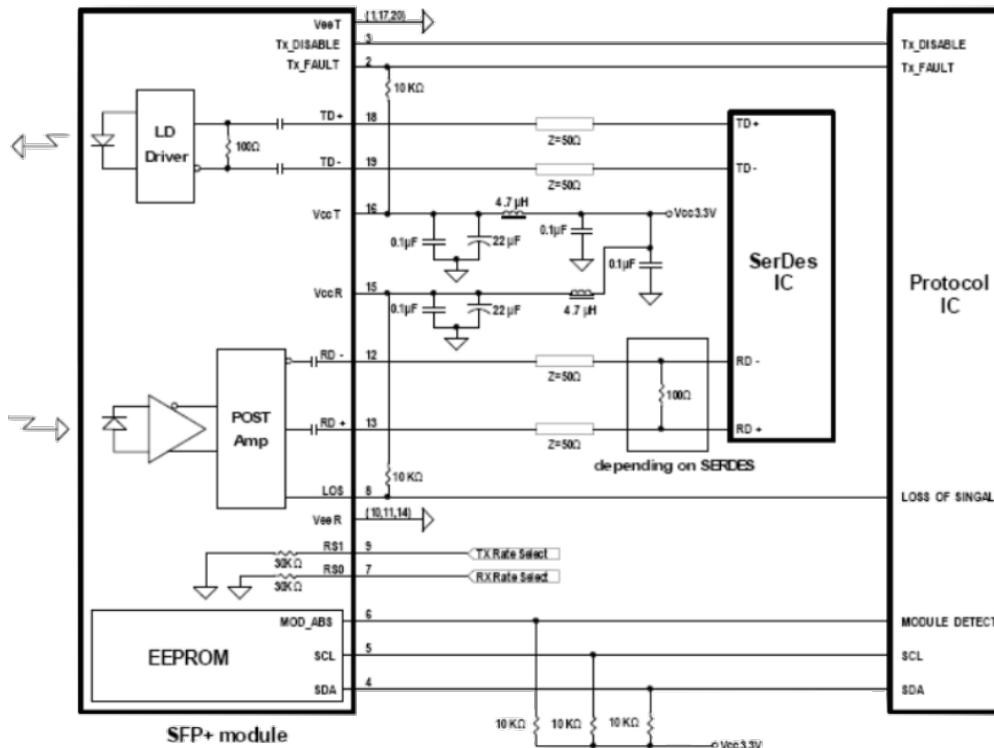 VeeT
(1,17,20)
Tx_DISABLE
3
Tx_DISABLE
Tx_FAULT
2
Tx_FAULT
10 KΩ
LD
Driver
100Ω
TD+
18
Z=50Ω
TD+
TD-
19
Z=50Ω
TD-
VccT
16
4.7 µH
Vcc3.3V
0.1µF
22 µF
0.1µF
0.1µF
SerDes
IC
Protocol
IC
VccR
15
0.1µF
22 µF
4.7 µH
RD -
12
Z=50Ω
RD -
POST
Amp
100Ω
RD +
13
Z=50Ω
RD +
depending on SERDES
10 KΩ
LOS
8
LOSS OF SINGAL
VeeR
(10,11,14)
RS1
9
TX Rate Select
30KΩ
RS0
7
RX Rate Select
30KΩ
MOD_ABS
6
MODULE DETECT
EEPROM
SCL
5
SCL
SDA
4
SDA
10 KΩ
10 KΩ
10 KΩ
Vcc3.3V
SFP+ module